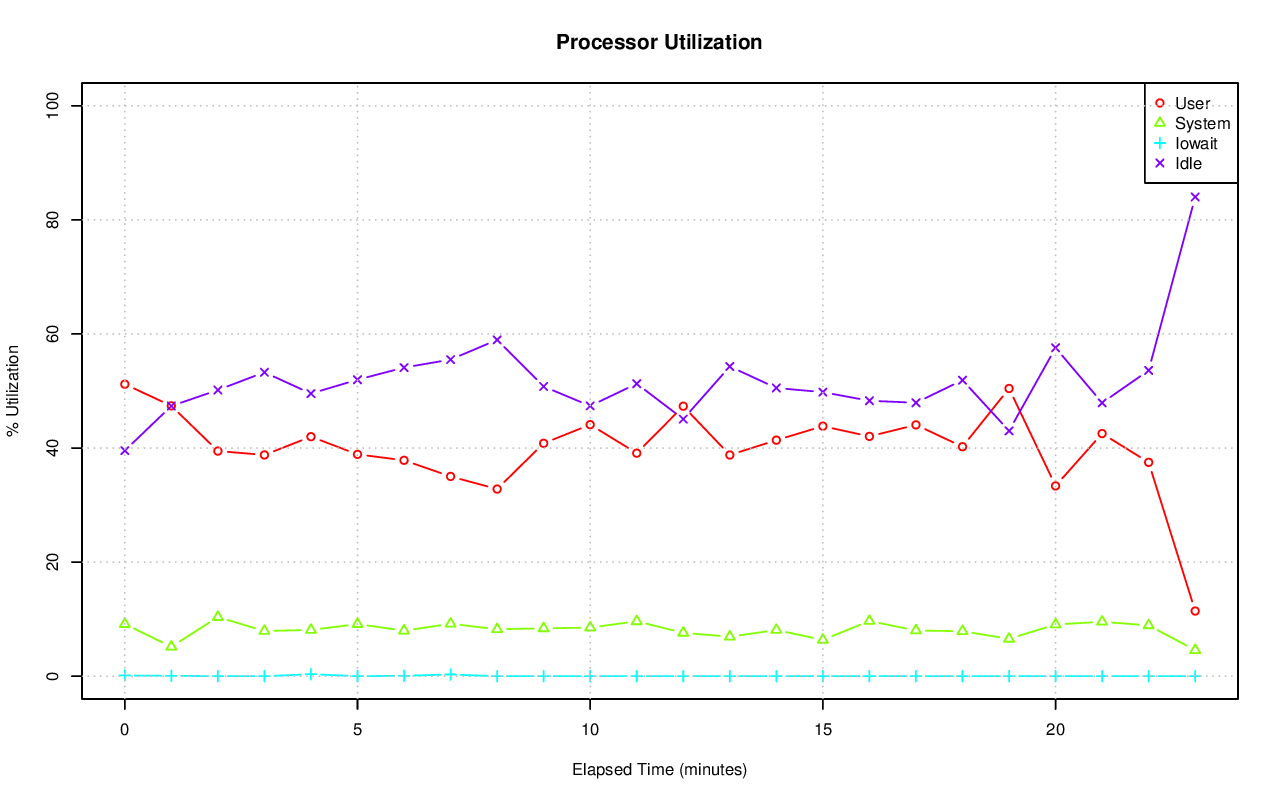 Processor Utilization
% Utilization
100
80
60
40
20
0
User
System
Iowait
Idle
0 5 10 15 20
Elapsed Time (minutes)